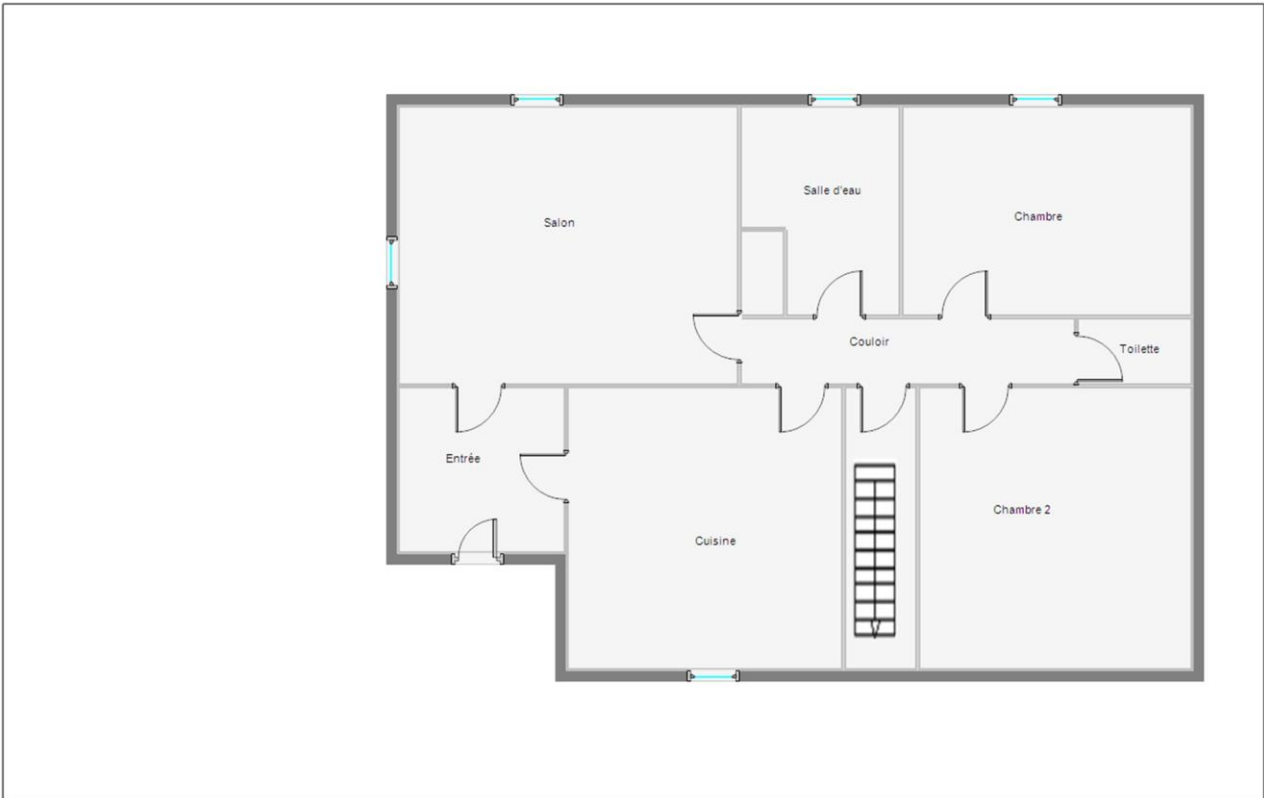 Salle d'eau
Chambre
Salon
Couloir
Toilette
Entrée
Chambre 2
Cuisine